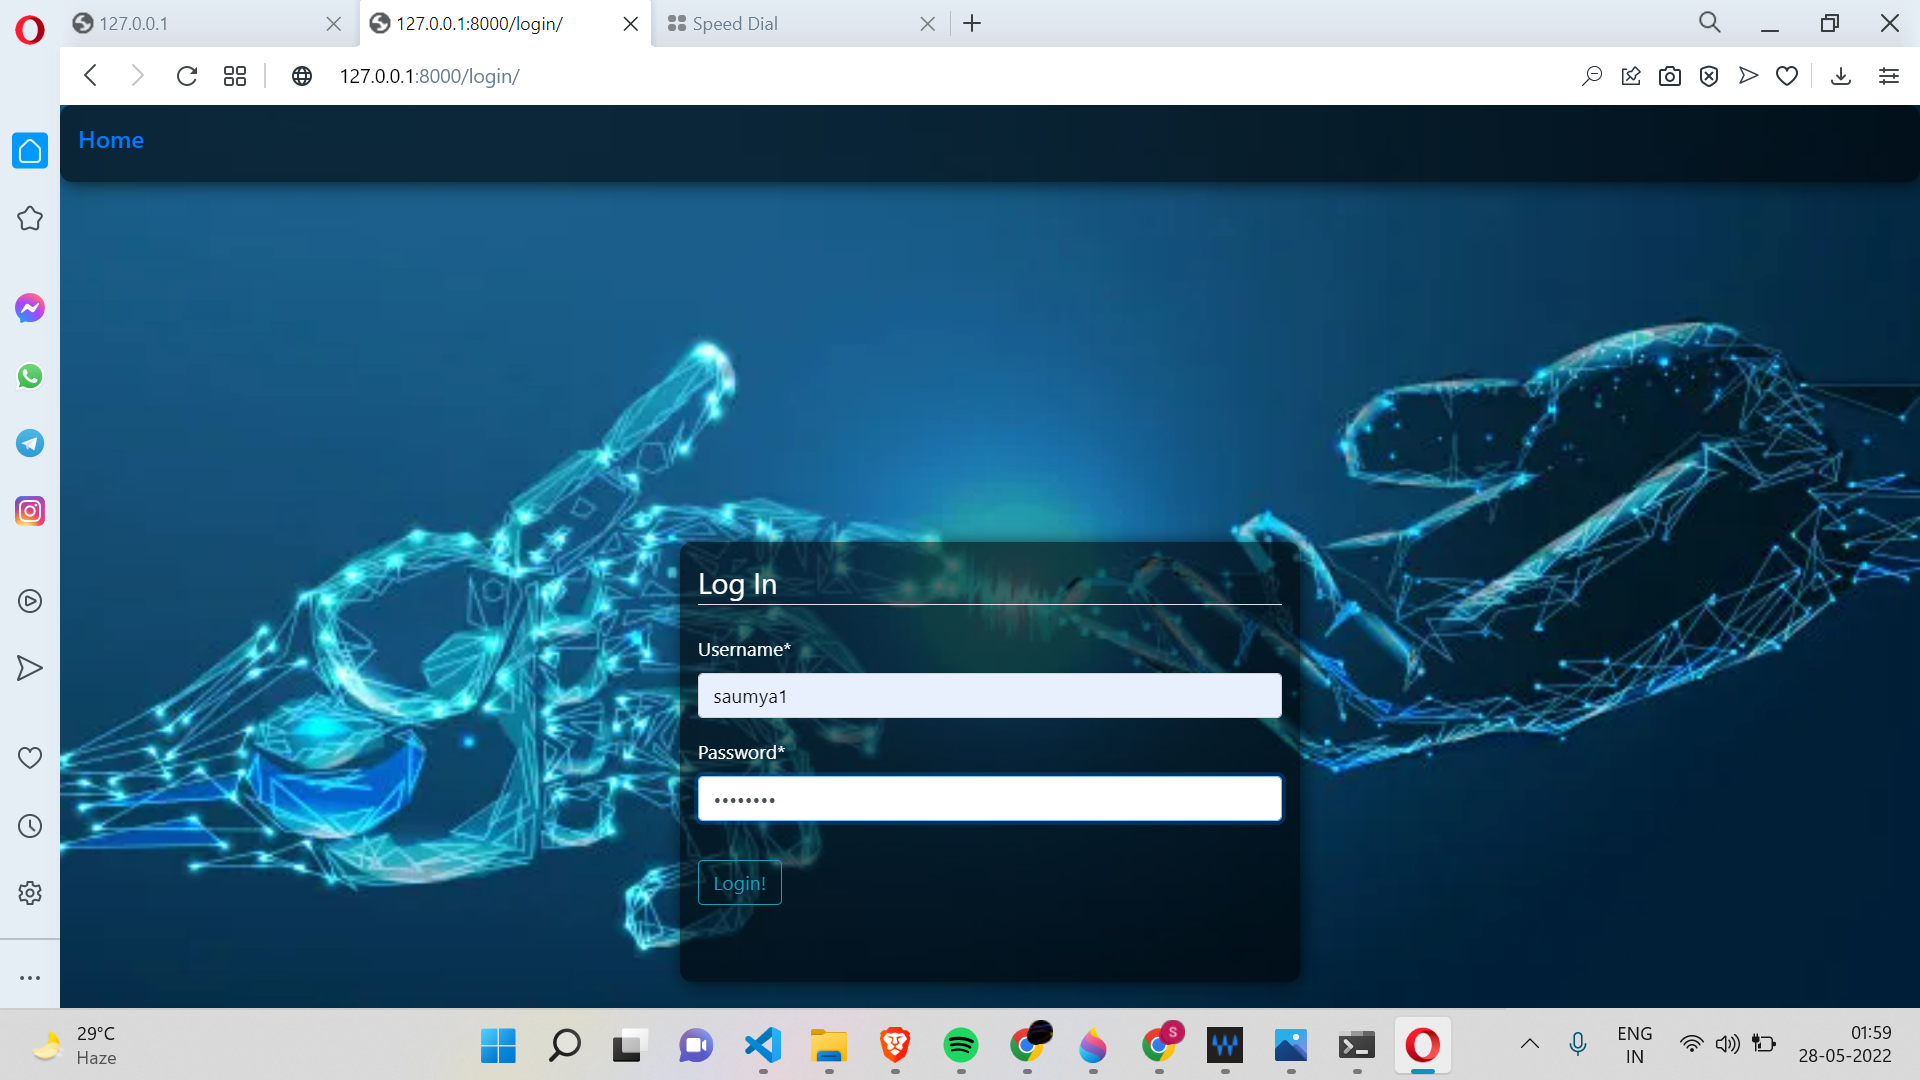 127.0.0.1
127.0.0.1:8000/login/
Speed Dial
127.0.0.1:8000/login/
Home
Log In
Username*
saumya1
Password*
••••••••
Login!
29°C
Haze
S
ENG
IN
01:59
28-05-2022